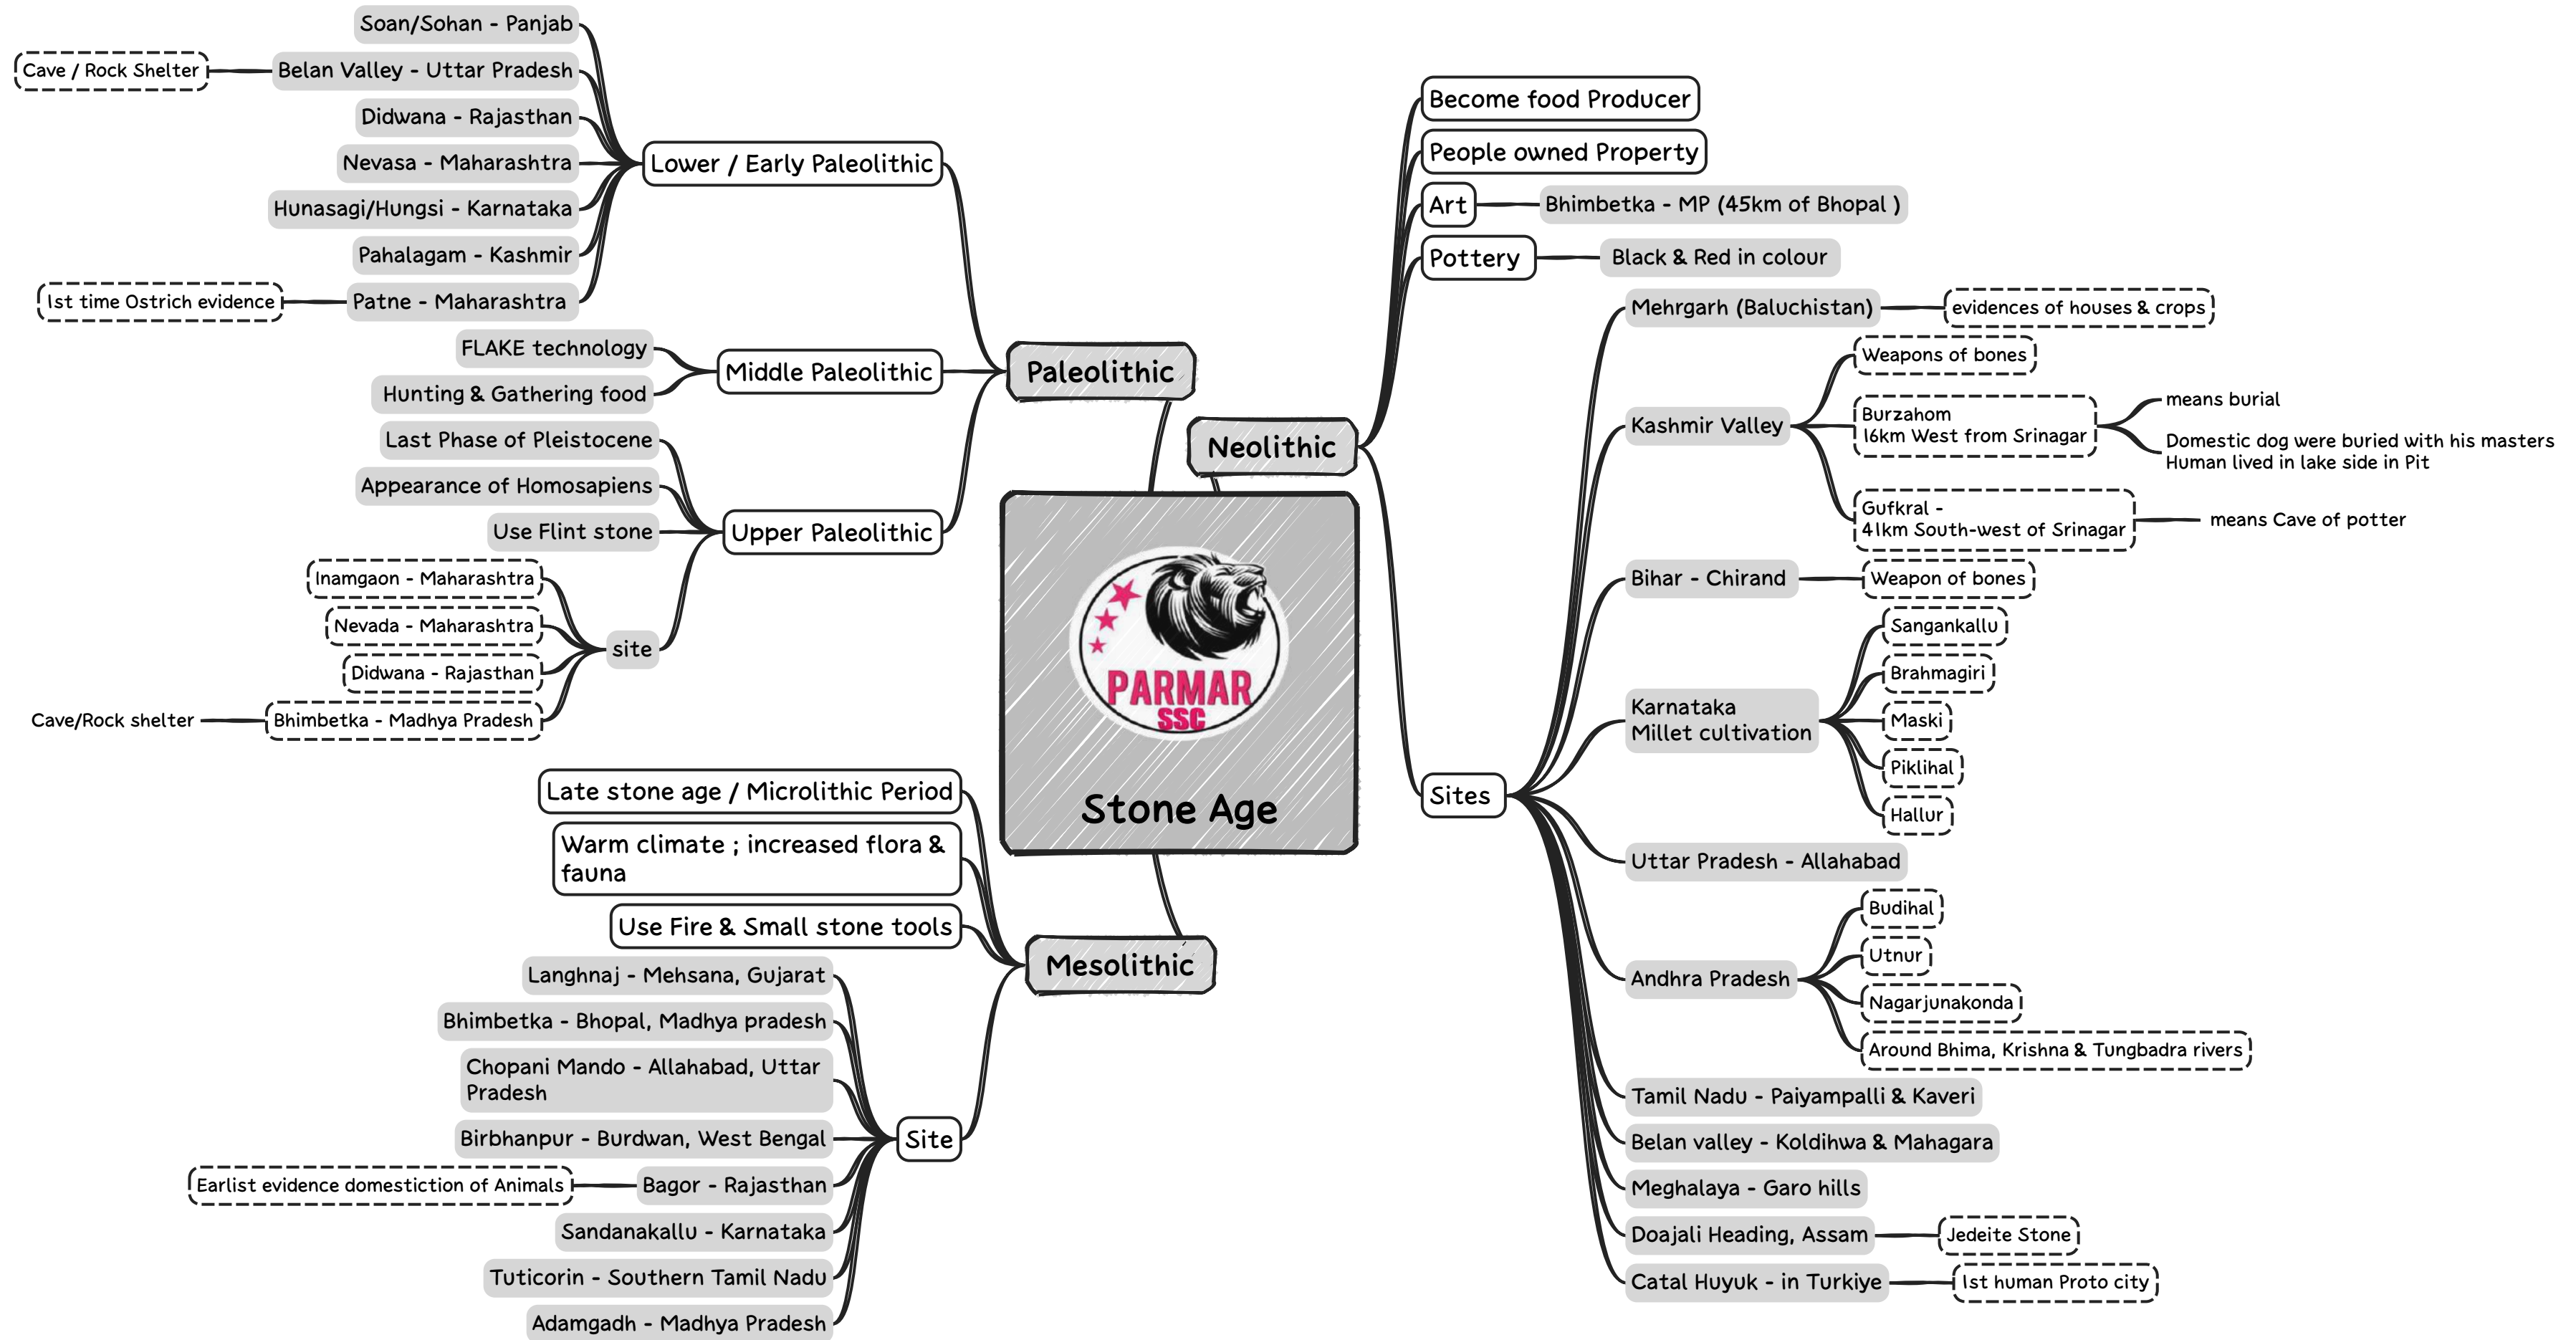 Soan/Sohan - Panjab
Cave / Rock Shelter
Belan Valley - Uttar Pradesh
Didwana - Rajasthan
Nevasa - Maharashtra
Hunasagi/Hungsi - Karnataka
Pahalagam - Kashmir
1st time Ostrich evidence
Patne - Maharashtra
Lower / Early Paleolithic
FLAKE technology
Hunting & Gathering food
Middle Paleolithic
Last Phase of Pleistocene
Appearance of Homosapiens
Use Flint stone
Inamgaon - Maharashtra
Nevada - Maharashtra
Didwana - Rajasthan
Cave/Rock shelter
Bhimbetka - Madhya Pradesh
site
Upper Paleolithic
Paleolithic
Late stone age / Microlithic Period
Warm climate ; increased flora &
fauna
Use Fire & Small stone tools
Langhnaj - Mehsana, Gujarat
Bhimbetka - Bhopal, Madhya pradesh
Chopani Mando - Allahabad, Uttar
Pradesh
Birbhanpur - Burdwan, West Bengal
Earlist evidence domestiction of Animals
Bagor - Rajasthan
Sandanakallu - Karnataka
Tuticorin - Southern Tamil Nadu
Adamgadh - Madhya Pradesh
Site
Mesolithic
PARMAR
SSC
Stone Age
Neolithic
Become food Producer
People owned Property
Art
Bhimbetka - MP (45km of Bhopal )
Pottery
Black & Red in colour
Sites
Mehrgarh (Baluchistan)
evidences of houses & crops
Kashmir Valley
Weapons of bones
Burzahom
16km West from Srinagar
means burial
Domestic dog were buried with his masters
Human lived in lake side in Pit
Gufkral -
41km South-west of Srinagar
means Cave of potter
Bihar - Chirand
Weapon of bones
Karnataka
Millet cultivation
Sangankallu
Brahmagiri
Maski
Piklihal
Hallur
Uttar Pradesh - Allahabad
Andhra Pradesh
Budihal
Utnur
Nagarjunakonda
Around Bhima, Krishna & Tungbadra rivers
Tamil Nadu - Paiyampalli & Kaveri
Belan valley - Koldihwa & Mahagara
Meghalaya - Garo hills
Doajali Heading, Assam
Jedeite Stone
Catal Huyuk - in Turkiye
1st human Proto city